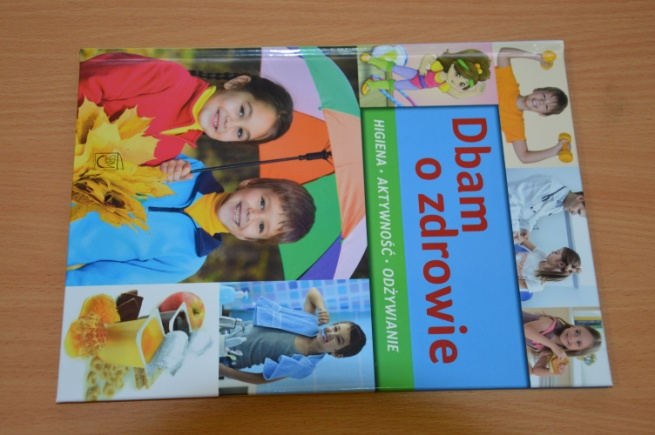 Dbam
o zdrowie
HIGIENA • AKTYWNOŚĆ • ODŻYWIANIE